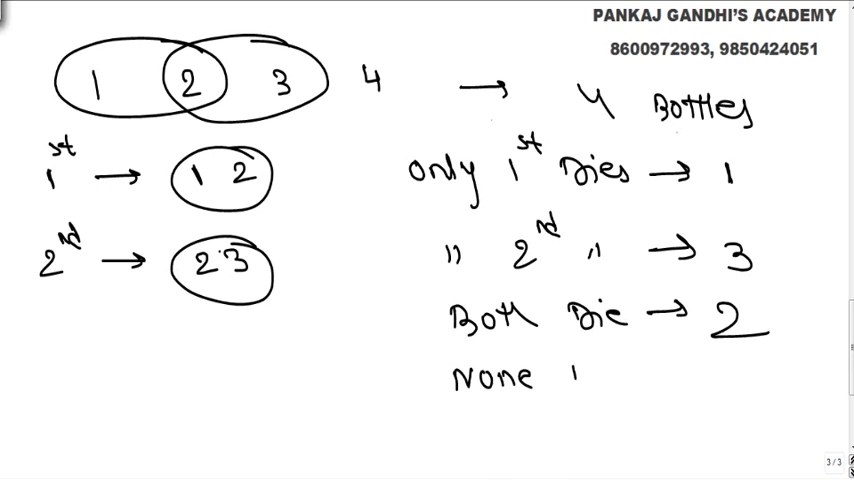 PANKAJ GANDHI'S ACADEMY
8600972993, 9850424051
1 2 3 4 → 4 Bottles
1st → 1 2
2nd → 2 3
only 1st Dies → 1
" 2nd " → 3
Both Die → 2
None
3 / 3